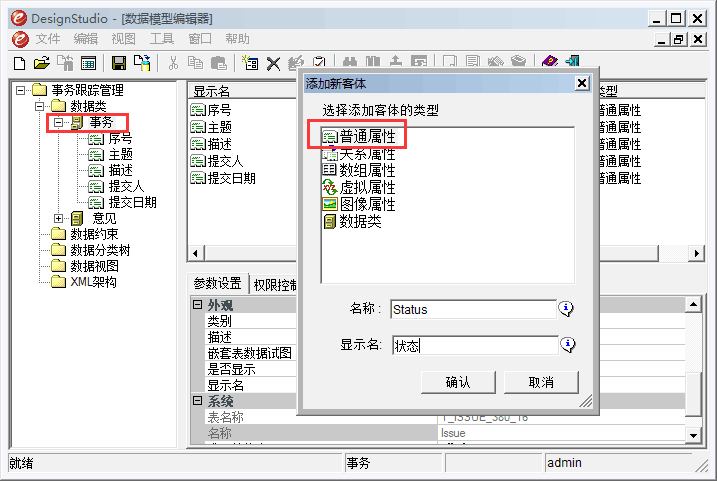 DesignStudio - [数据模型编辑器]
文件 编辑 视图 工具 窗口 帮助
事务跟踪管理
数据类
事务
序号
主题
描述
提交人
提交日期
意见
数据约束
数据分类树
数据视图
XML架构
显示名
类型
序号
普通属性
主题
普通属性
描述
普通属性
提交人
普通属性
提交日期
普通属性
参数设置 权限控制
外观
类别
描述
嵌套表数据试图
是否显示
显示名
系统
表名称 T_ISSUE_380_16
名称 Issue
添加新客体
选择添加客体的类型
普通属性
关系属性
数组属性
虚拟属性
图像属性
数据类
名称: Status
显示名: 状态
确认 取消
就绪 事务 admin